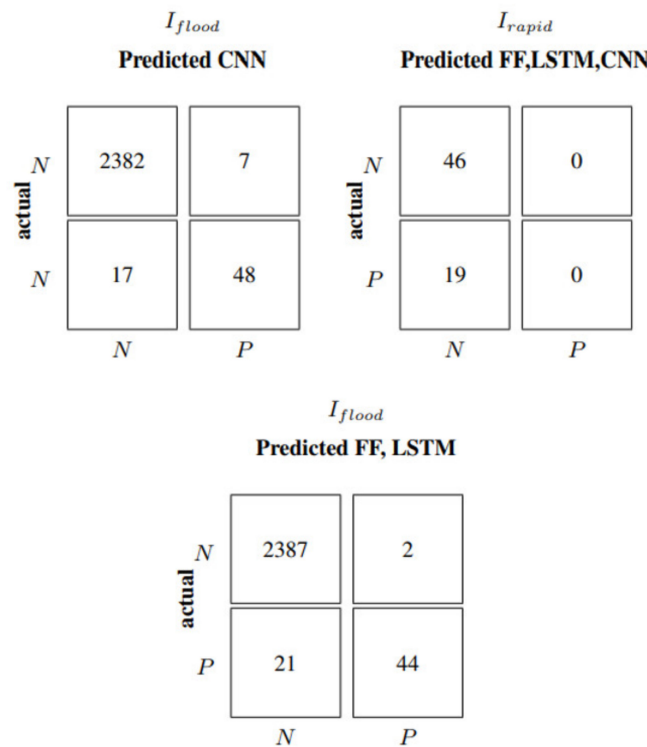 I_flood
Predicted CNN
N 2382 7
actual
N 17 48
N P
I_rapid
Predicted FF,LSTM,CNN
N 46 0
actual
P 19 0
N P
I_flood
Predicted FF, LSTM
N 2387 2
actual
P 21 44
N P